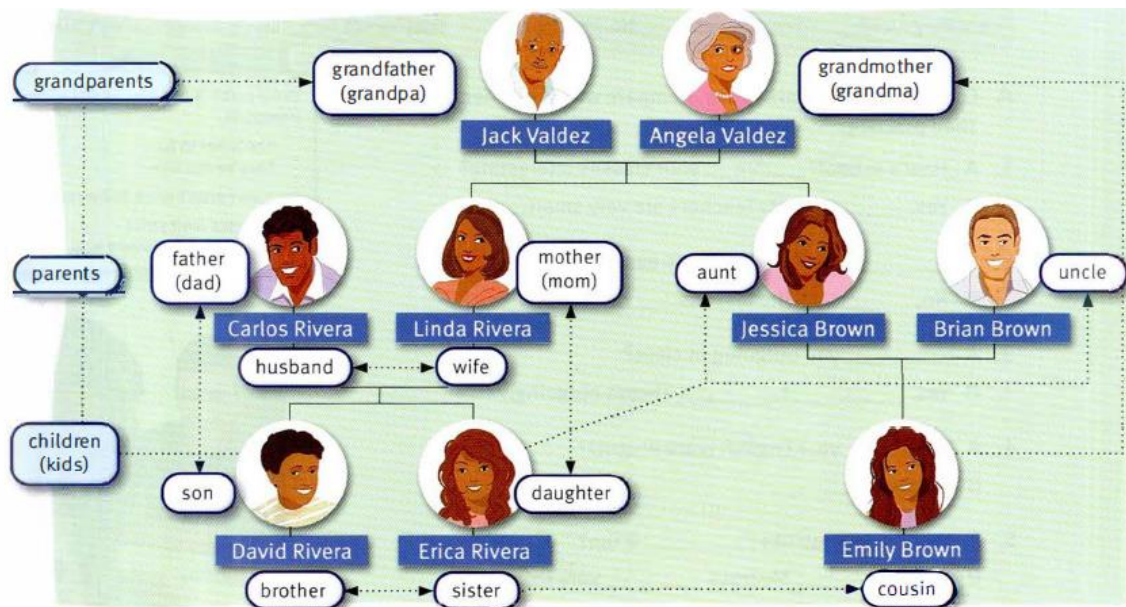 grandparents
grandfather
(grandpa)
grandmother
(grandma)
Jack Valdez
Angela Valdez
parents
father
(dad)
mother
(mom)
aunt
uncle
Carlos Rivera
Linda Rivera
Jessica Brown
Brian Brown
husband
wife
children
(kids)
son
daughter
David Rivera
Erica Rivera
Emily Brown
brother
sister
cousin